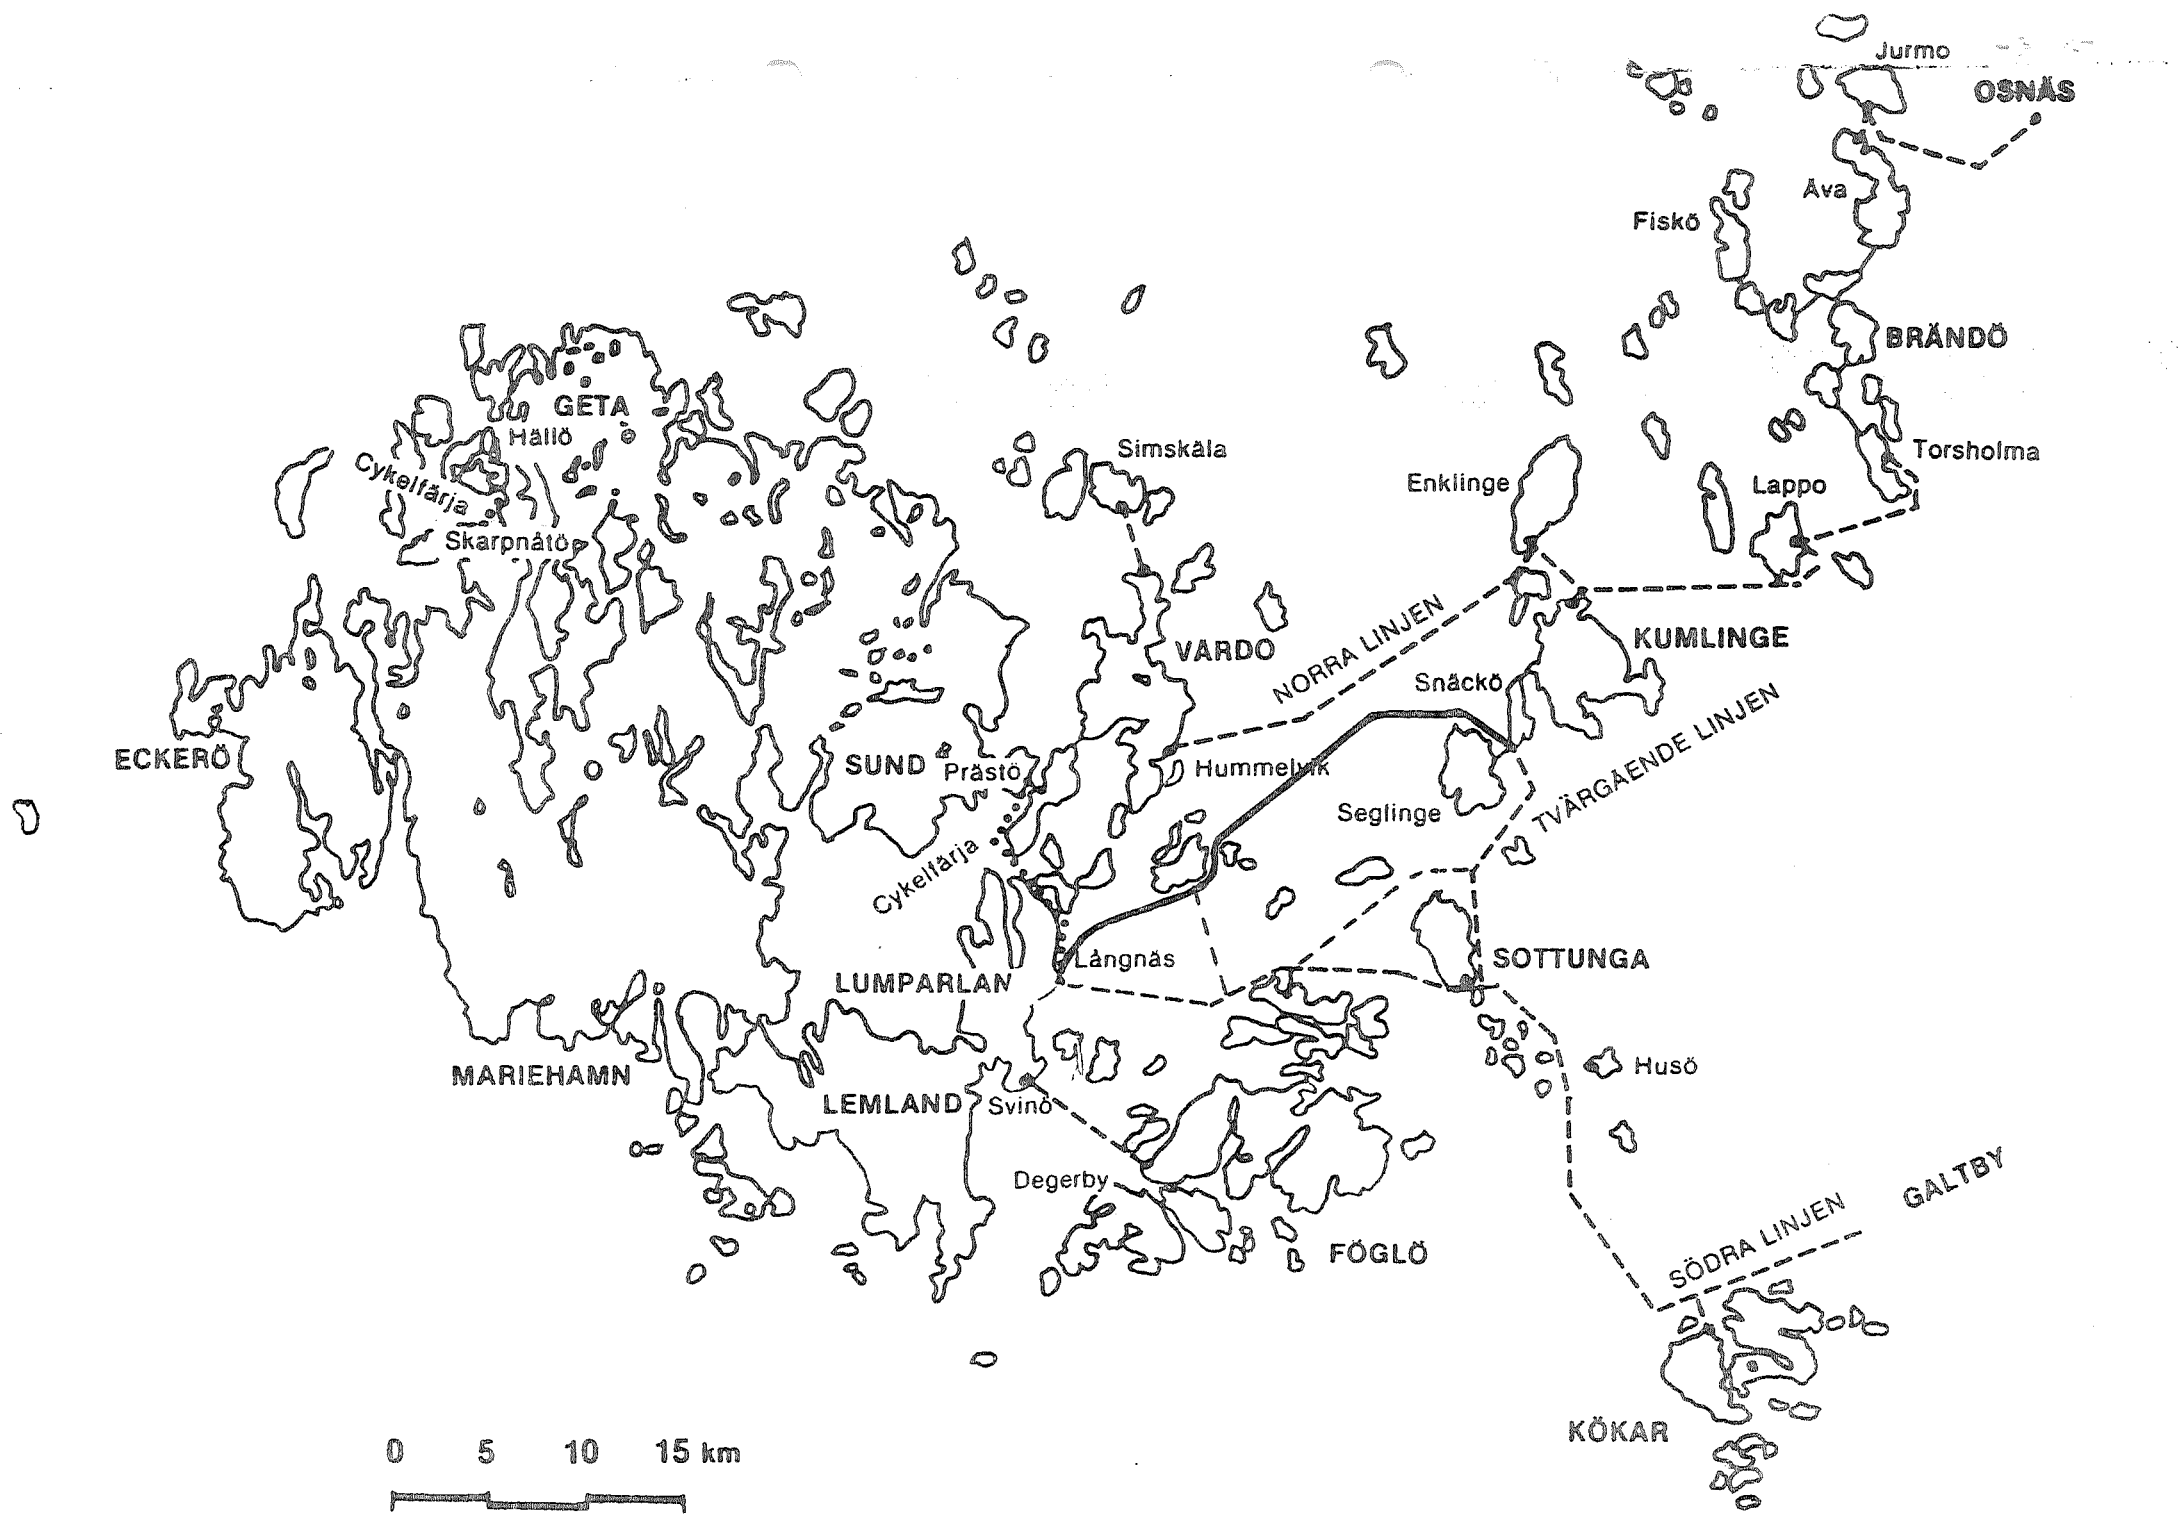 Jurmo
OSNÄS
Åva
Fiskö
BRÄNDÖ
GETA
Hällö
Simskäla
Torsholma
Cykelfärja
Enklinge
Lappo
Skarpnåtö
NORRA LINJEN
KUMLINGE
VÅRDÖ
Snäckö
ECKERÖ
SUND
Prästö
Hummelvik
TVÄRGÅENDE LINJEN
Seglinge
Cykelfärja
LUMPARLAN
Långnäs
SOTTUNGA
MARIEHAMN
Husö
LEMLAND
Svinö
Degerby
GALTBY
FÖGLÖ
SÖDRA LINJEN
KÖKAR
0 5 10 15 km